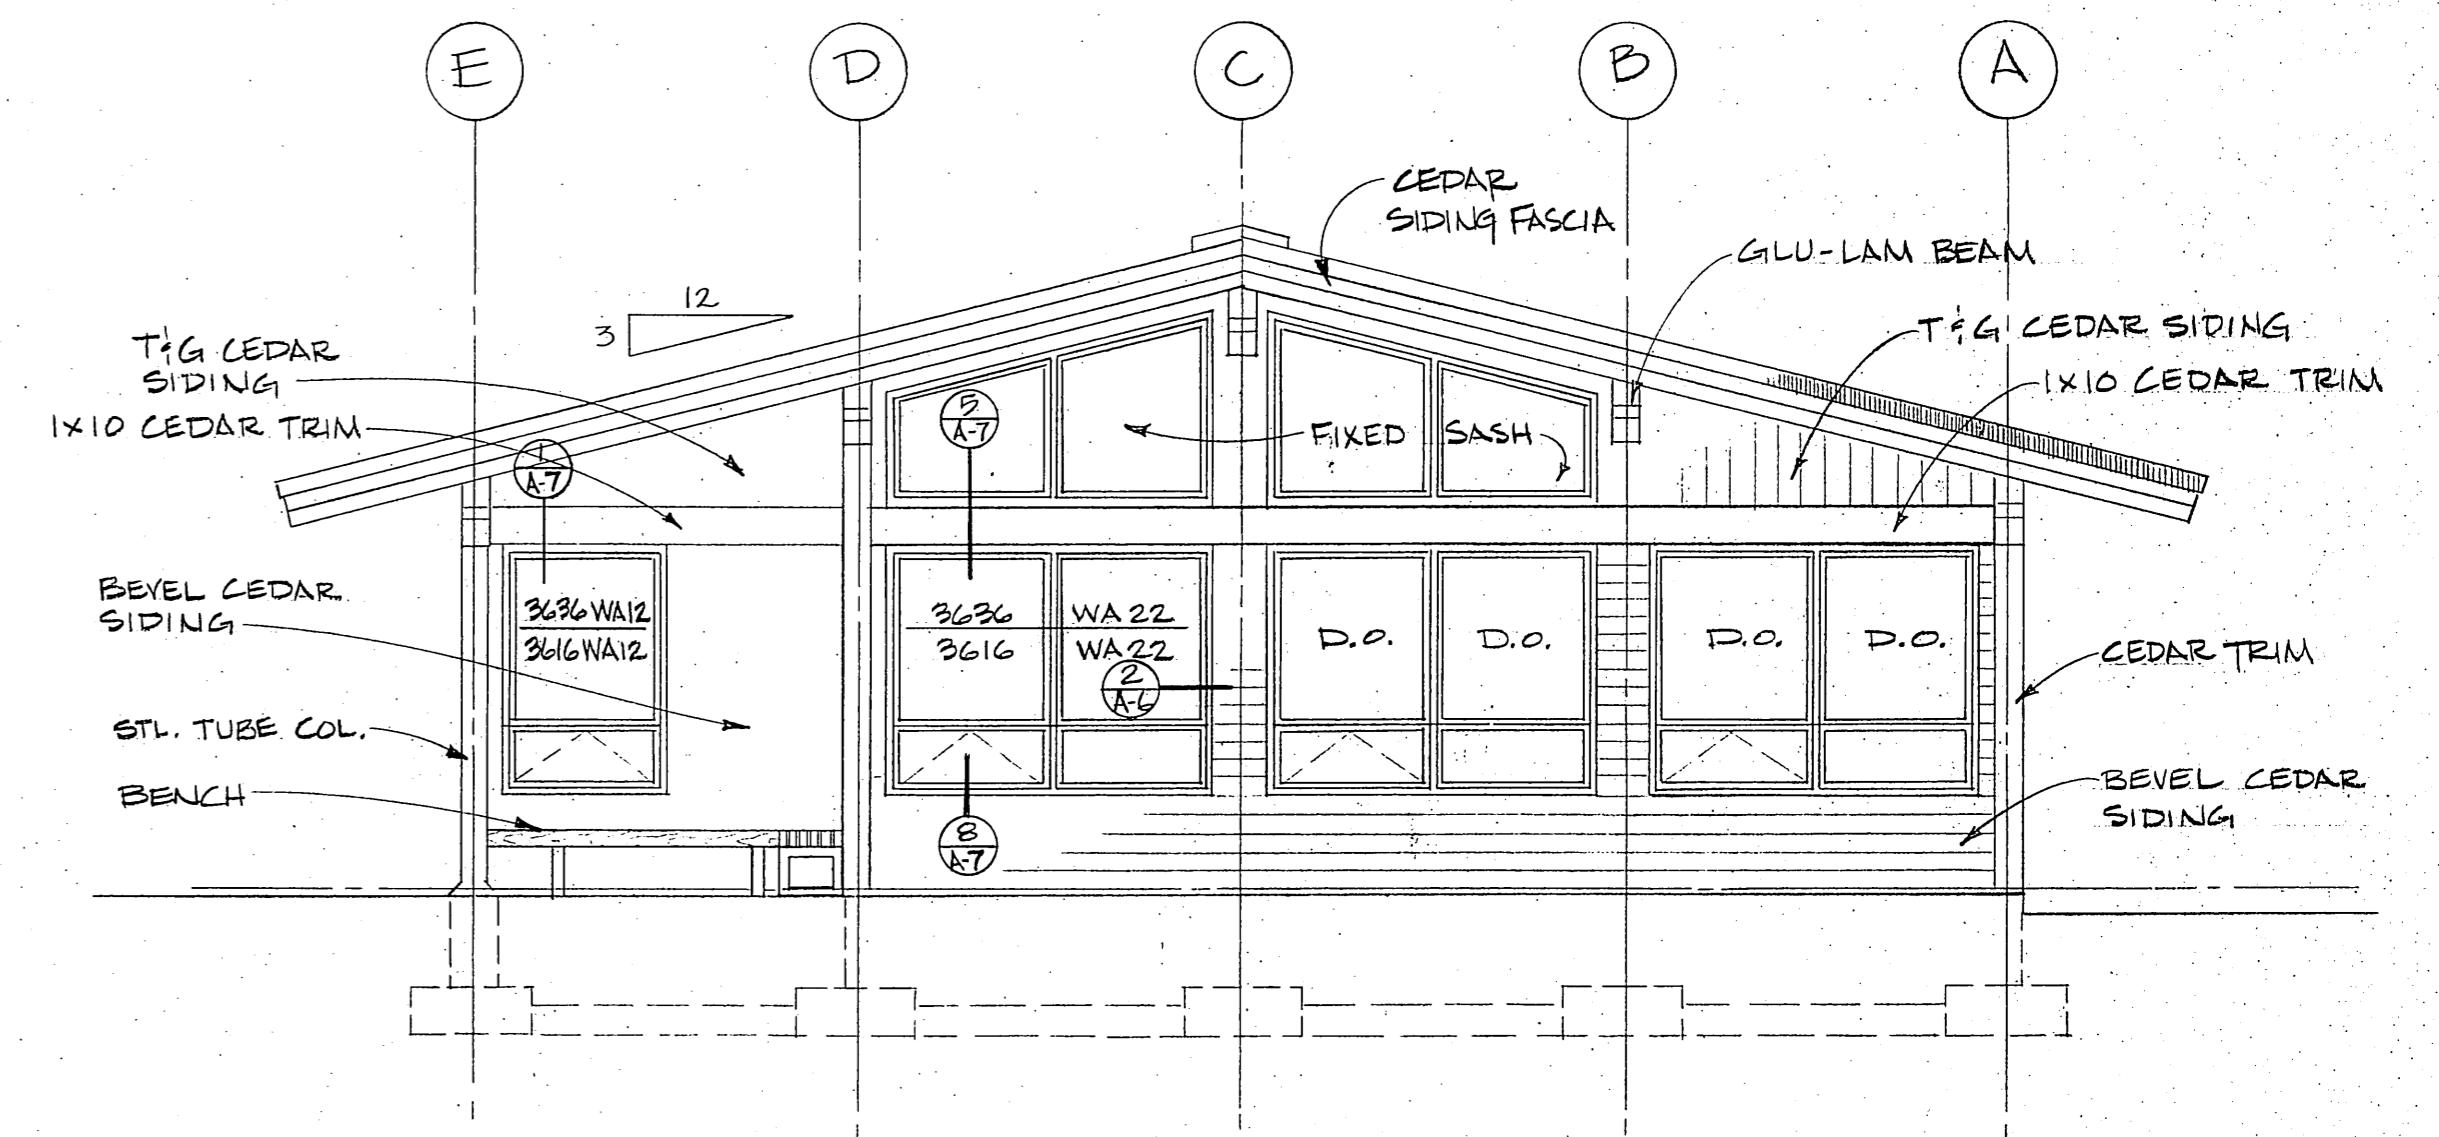 E
D
C
B
A
CEDAR
SIDING FASCIA
GLU-LAM BEAM
12
3
T&G CEDAR
SIDING
T&G CEDAR SIDING
1X10 CEDAR TRIM
1X10 CEDAR TRIM
5
A-7
FIXED SASH
1
A-7
BEVEL CEDAR
SIDING
3636WA12
3616WA12
3636 WA22
3616 WA22
D.O.
D.O.
D.O.
D.O.
2
A-6
CEDAR TRIM
STL. TUBE COL.
BENCH
BEVEL CEDAR
SIDING
8
A-7